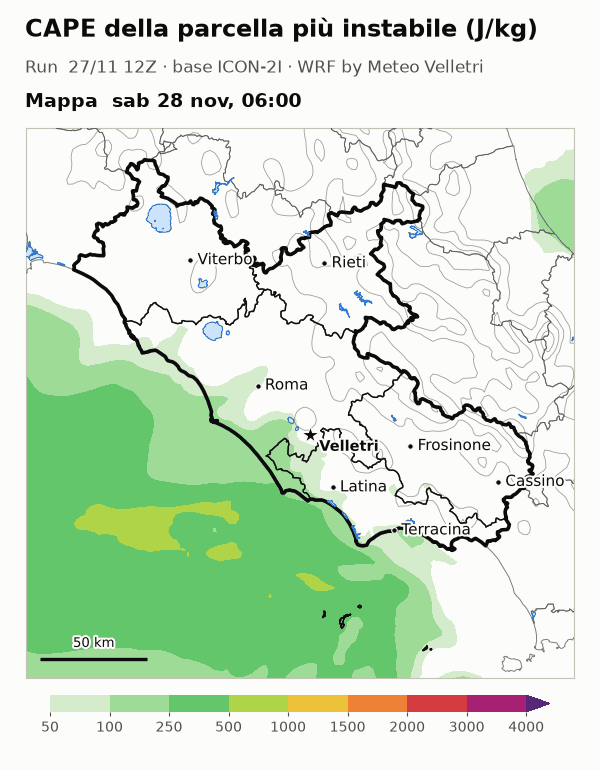 CAPE della parcella più instabile (J/kg)
Run  27/11 12Z · base ICON-2I · WRF by Meteo Velletri
Mappa  sab 28 nov, 06:00
Viterbo
Rieti
Roma
Velletri
Frosinone
Cassino
Latina
Terracina
50 km
50 100 250 500 1000 1500 2000 3000 4000